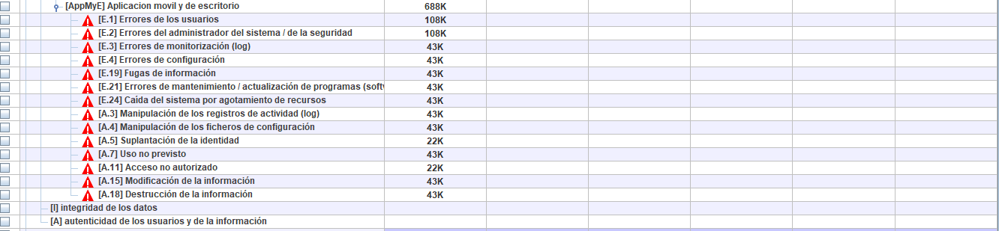 [AppMyE] Aplicacion movil y de escritorio 688K
[E.1] Errores de los usuarios 108K
[E.2] Errores del administrador del sistema / de la seguridad 108K
[E.3] Errores de monitorización (log) 43K
[E.4] Errores de configuración 43K
[E.19] Fugas de información 43K
[E.21] Errores de mantenimiento / actualización de programas (soft 43K
[E.24] Caída del sistema por agotamiento de recursos 43K
[A.3] Manipulación de los registros de actividad (log) 43K
[A.4] Manipulación de los ficheros de configuración 43K
[A.5] Suplantación de la identidad 22K
[A.7] Uso no previsto 43K
[A.11] Acceso no autorizado 22K
[A.15] Modificación de la información 43K
[A.18] Destrucción de la información 43K
[I] integridad de los datos
[A] autenticidad de los usuarios y de la información